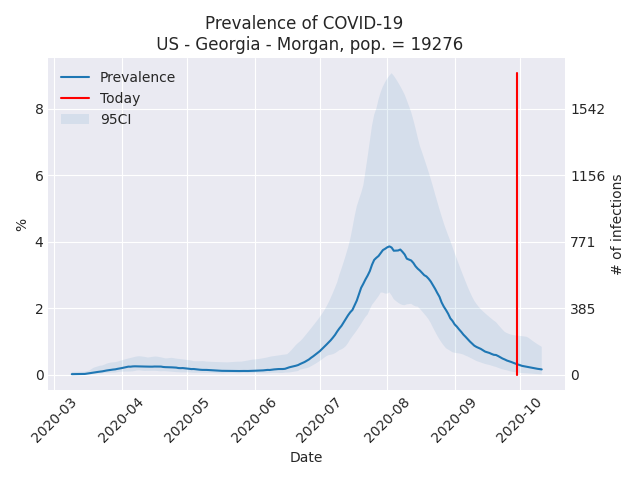 Prevalence of COVID-19
US - Georgia - Morgan, pop. = 19276
Prevalence
Today
95CI
%
8
6
4
2
0
1542
1156
771
385
0
# of infections
2020-03
2020-04
2020-05
2020-06
2020-07
2020-08
2020-09
2020-10
Date